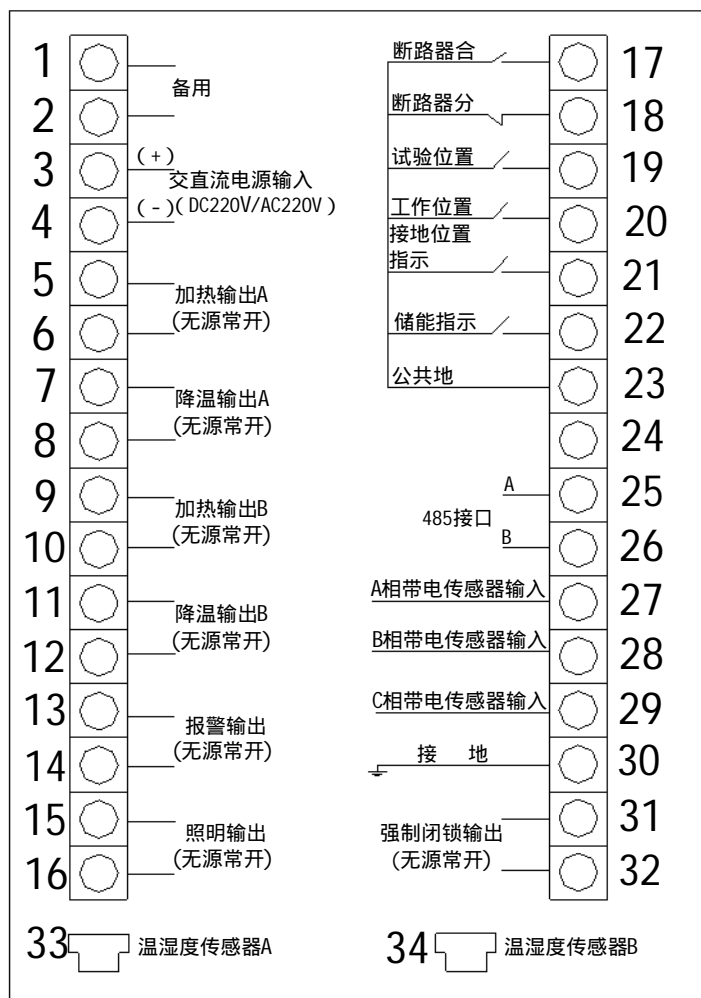 1
备用
2
3 (+)
交直流电源输入
4 (-)(DC220V/AC220V)
5
加热输出A
(无源常开)
6
7
降温输出A
(无源常开)
8
9
加热输出B
(无源常开)
10
11
降温输出B
(无源常开)
12
13
报警输出
(无源常开)
14
15
照明输出
(无源常开)
16
断路器合 17
断路器分 18
试验位置 19
工作位置 20
接地位置
指示 21
储能指示 22
公共地 23
24
A 25
485接口
B 26
A相带电传感器输入 27
B相带电传感器输入 28
C相带电传感器输入 29
接 地 30
31
强制闭锁输出
(无源常开)
32
33 温湿度传感器A
34 温湿度传感器B